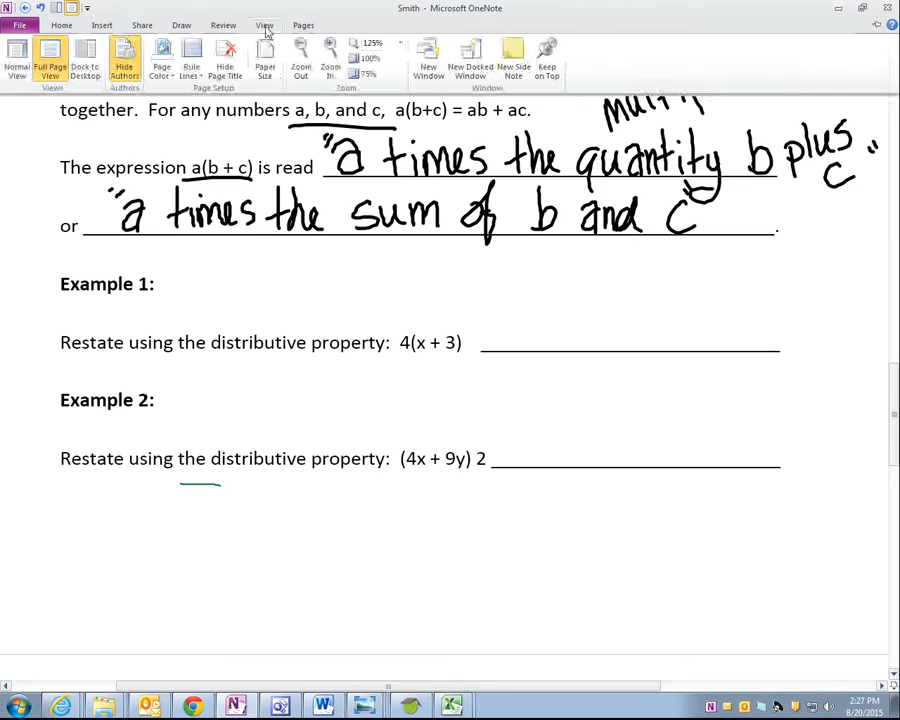 Smith - Microsoft OneNote
File Home Insert Share Draw Review View Pages
Normal View Full Page View Dock to Desktop Hide Authors Page Color Rule Lines Hide Page Title Paper Size Zoom Out Zoom In 125% 100% 75% New Window New Docked Window New Side Note Keep on Top
Views Authors Page Setup Zoom Window
together. For any numbers a, b, and c, a(b+c) = ab + ac.
The expression a(b + c) is read "a times the quantity b plus c"
or "a times the sum of b and c".
Example 1:
Restate using the distributive property: 4(x + 3)
Example 2:
Restate using the distributive property: (4x + 9y) 2
2:27 PM
8/20/2015